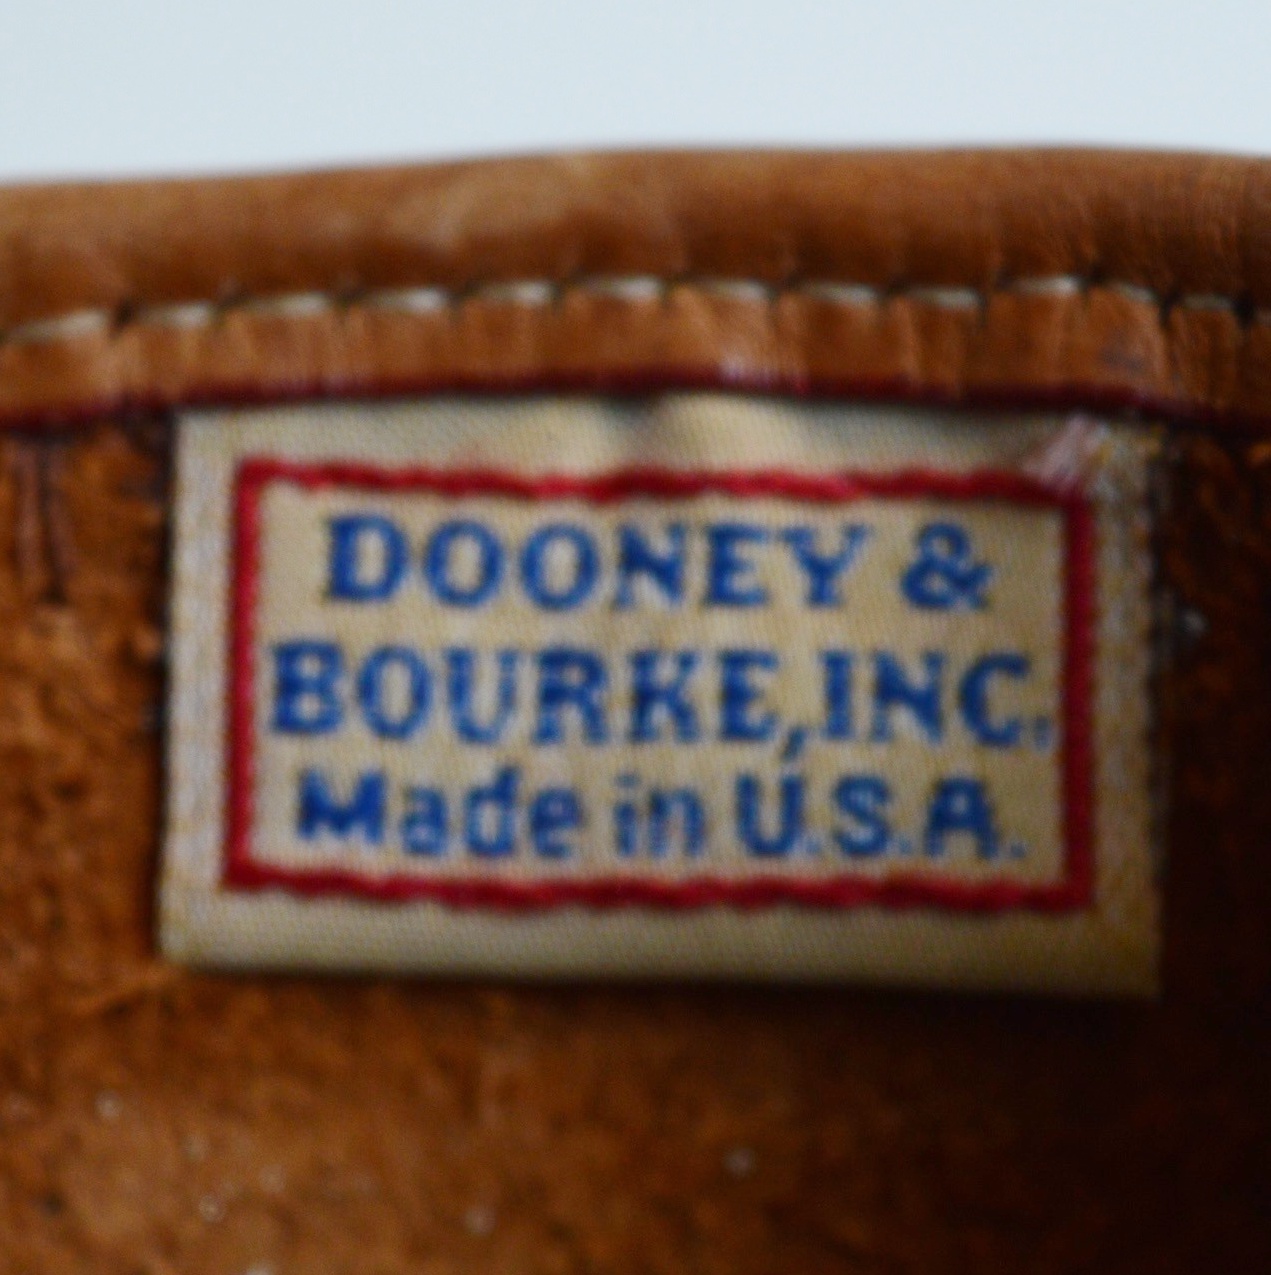 DOONEY &
BOURKE, INC.
Made in U.S.A.